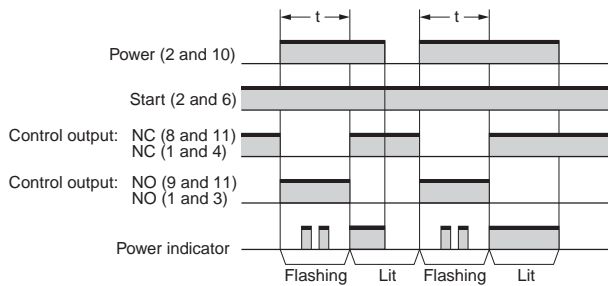 t
t
Power (2 and 10)
Start (2 and 6)
Control output: NC (8 and 11)
NC (1 and 4)
Control output: NO (9 and 11)
NO (1 and 3)
Power indicator
Flashing Lit Flashing Lit